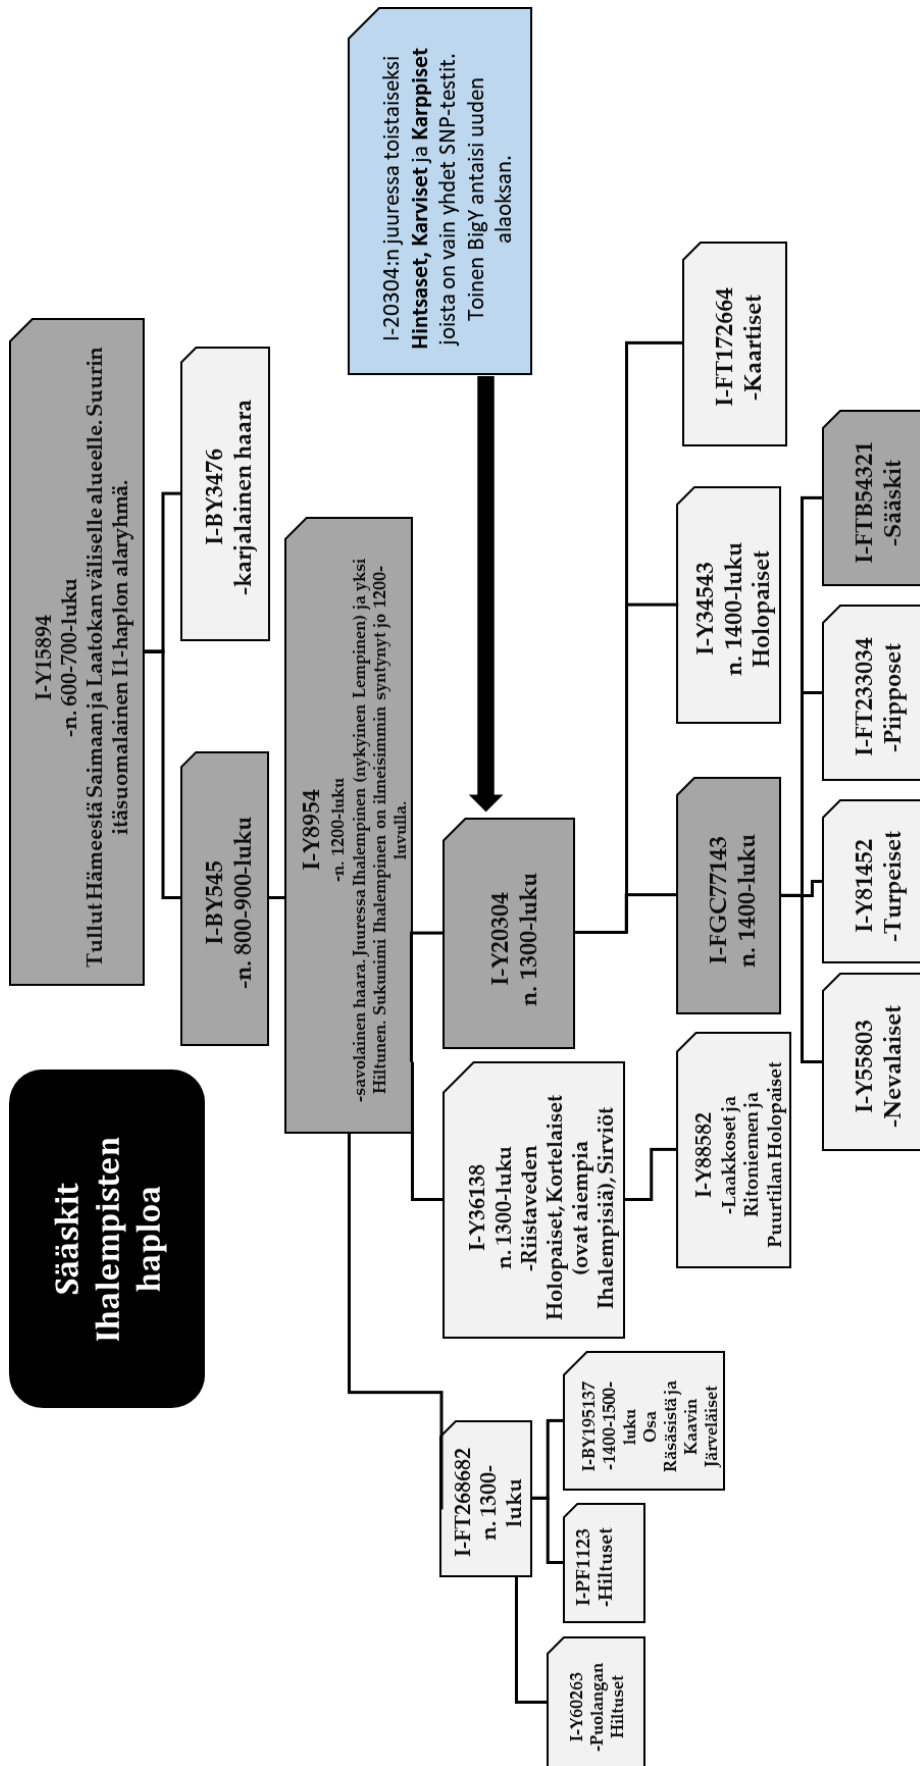 Sääskit
Ihalempisten
haploa
I-Y15894
-n. 600-700-luku
Tullut Hämeestä Saimaan ja Laatokan väliselle alueelle. Suurin
itäsuomalainen I1-haplon alaryhmä.
I-BY545
-n. 800-900-luku
I-BY3476
-karjalainen haara
I-Y8954
-n. 1200-luku
-savolainen haara. Juuressa Ihalempinen (nykyinen Lempinen) ja yksi
Hiltunen. Sukunimi Ihalempinen on ilmeisimmin syntynyt jo 1200-
luvulla.
I-20304:n juuressa toistaiseksi
Hintsaset, Karviset ja Karppiset
joista on vain yhdet SNP-testit.
Toinen BigY antaisi uuden
alaoksan.
I-FT268682
n. 1300-
luku
I-Y36138
n. 1300-luku
-Riistaveden
Holopaiset, Kortelaiset
(ovat aiempia
Ihalempisiä), Sirviöt
I-Y20304
n. 1300-luku
I-Y60263
-Puolangan
Hiltuset
I-PF1123
-Hiltuset
I-BY195137
-1400-1500-
luku
Osa
Räsäsistä ja
Kaavin
Järveläiset
I-Y88582
-Laakkoset ja
Ritoniemen ja
Puurtilan Holopaiset
I-FGC77143
n. 1400-luku
I-Y34543
n. 1400-luku
Holopaiset
I-FT172664
-Kaartiset
I-Y55803
-Nevalaiset
I-Y81452
-Turpeiset
I-FT233034
-Piipposet
I-FTB54321
-Sääskit